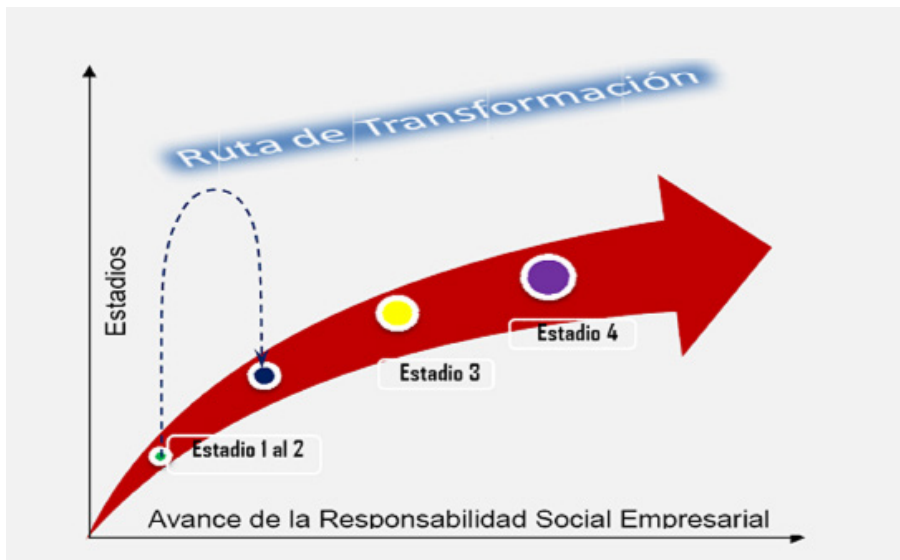 Ruta de Transformación
Estadios
Estadio 4
Estadio 3
Estadio 1 al 2
Avance de la Responsabilidad Social Empresarial